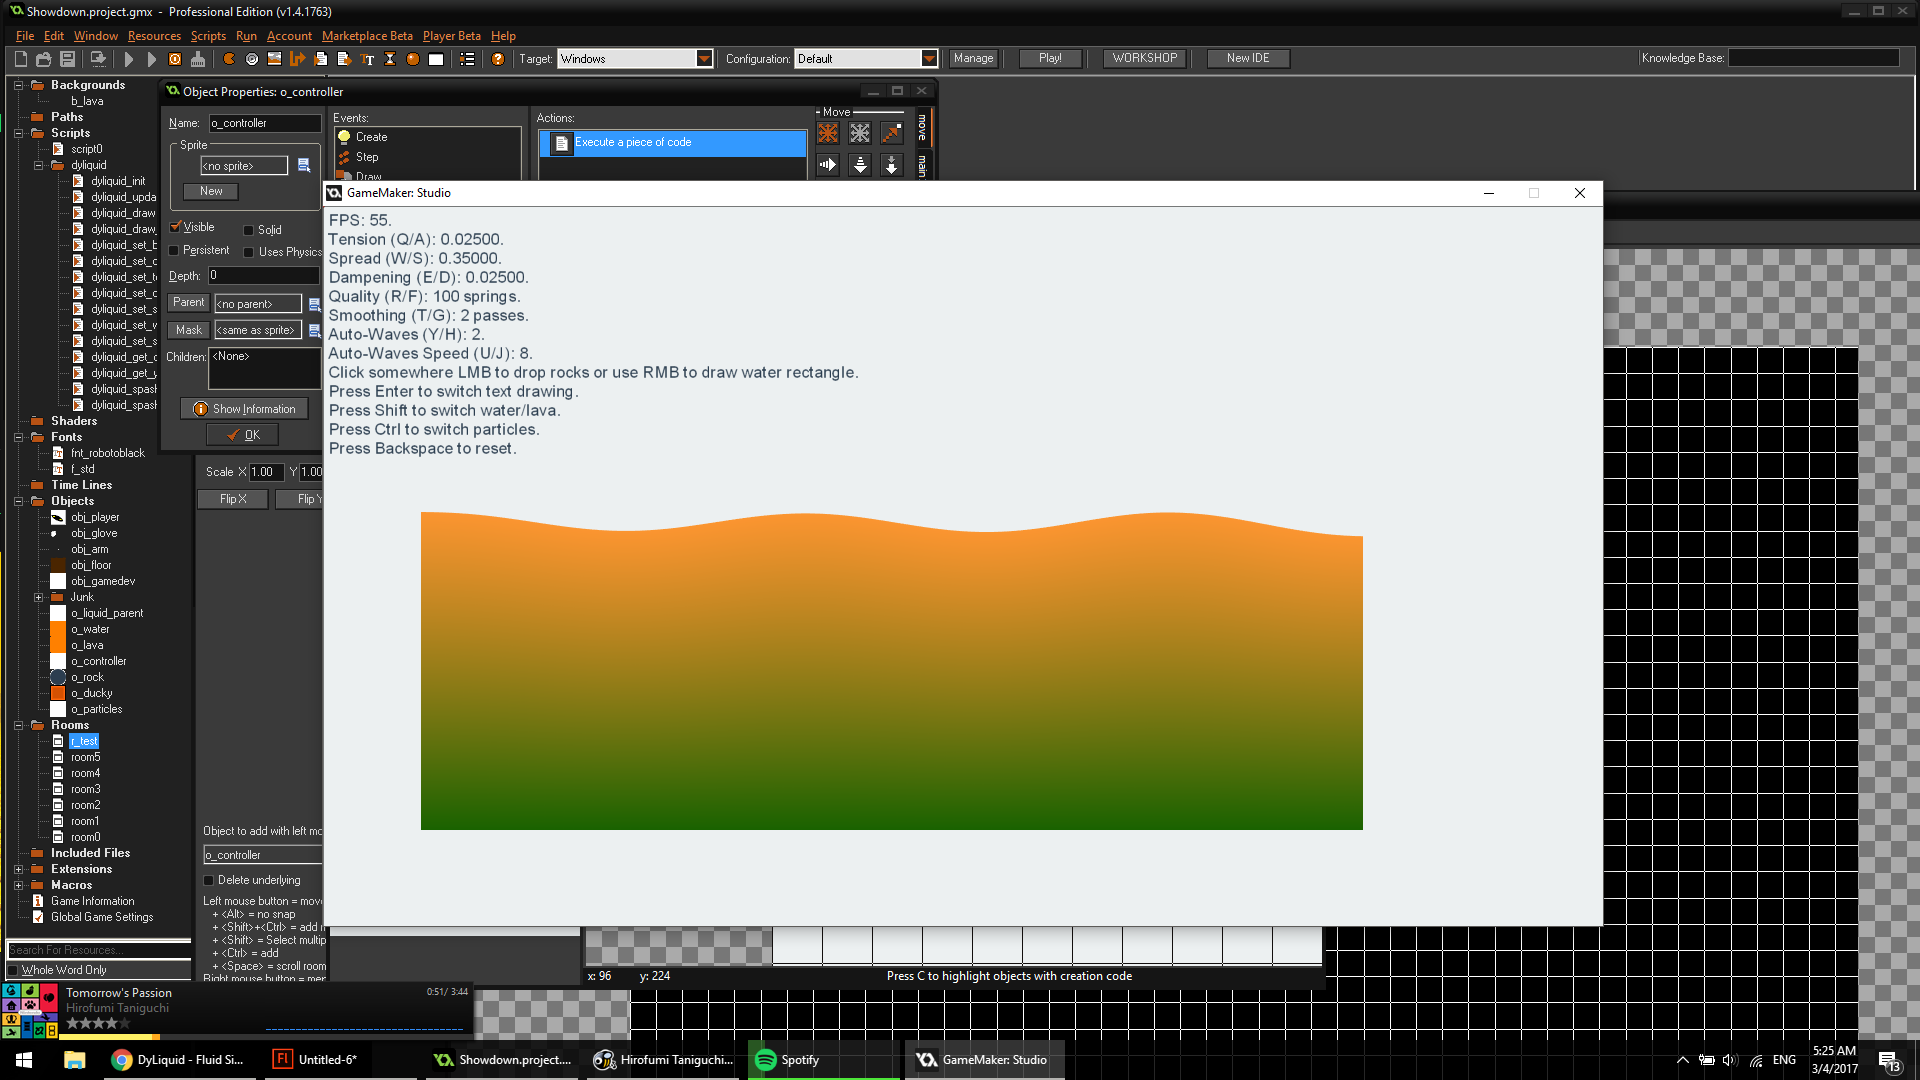 Showdown.project.gmx - Professional Edition (v1.4.1763)
File Edit Window Resources Scripts Run Account Marketplace Beta Player Beta Help
Target: Windows Configuration: Default Manage Play! WORKSHOP New IDE Knowledge Base:
Backgrounds
b_lava
Paths
Scripts
script0
dyliquid
dyliquid_init
dyliquid_upda
dyliquid_draw
dyliquid_draw_
dyliquid_set_b
dyliquid_set_c
dyliquid_set_t
dyliquid_set_c
dyliquid_set_s
dyliquid_set_w
dyliquid_set_s
dyliquid_get_c
dyliquid_get_y
dyliquid_spash
dyliquid_spash
Shaders
Fonts
fnt_robotoblack
f_std
Time Lines
Objects
obj_player
obj_glove
obj_arm
obj_floor
obj_gamedev
Junk
o_liquid_parent
o_water
o_lava
o_controller
o_rock
o_ducky
o_particles
Rooms
r_test
room5
room4
room3
room2
room1
room0
Included Files
Extensions
Macros
Game Information
Global Game Settings
Search For Resources...
Whole Word Only
Object Properties: o_controller
Name: o_controller
Sprite
<no sprite>
New
Visible Solid
Persistent Uses Physics
Depth: 0
Parent <no parent>
Mask <same as sprite>
Children: <None>
Show Information
OK
Events:
Create
Step
Draw
Actions:
Execute a piece of code
Move
move
main
Scale X 1.00 Y 1.00
Flip X Flip Y
Object to add with left mo
o_controller
Delete underlying
Left mouse button = move
+ <Alt> = no snap
+ <Shift>+<Ctrl> = add m
+ <Shift> = Select multip
+ <Ctrl> = add
+ <Space> = scroll room
Right mouse button = men
GameMaker: Studio
FPS: 55.
Tension (Q/A): 0.02500.
Spread (W/S): 0.35000.
Dampening (E/D): 0.02500.
Quality (R/F): 100 springs.
Smoothing (T/G): 2 passes.
Auto-Waves (Y/H): 2.
Auto-Waves Speed (U/J): 8.
Click somewhere LMB to drop rocks or use RMB to draw water rectangle.
Press Enter to switch text drawing.
Press Shift to switch water/lava.
Press Ctrl to switch particles.
Press Backspace to reset.
x: 96 y: 224 Press C to highlight objects with creation code
Tomorrow's Passion 0:51/ 3:44
Hirofumi Taniguchi
DyLiquid - Fluid Si... Untitled-6* Showdown.project.... Hirofumi Taniguchi... Spotify GameMaker: Studio
ENG
5:25 AM
3/4/2017
13